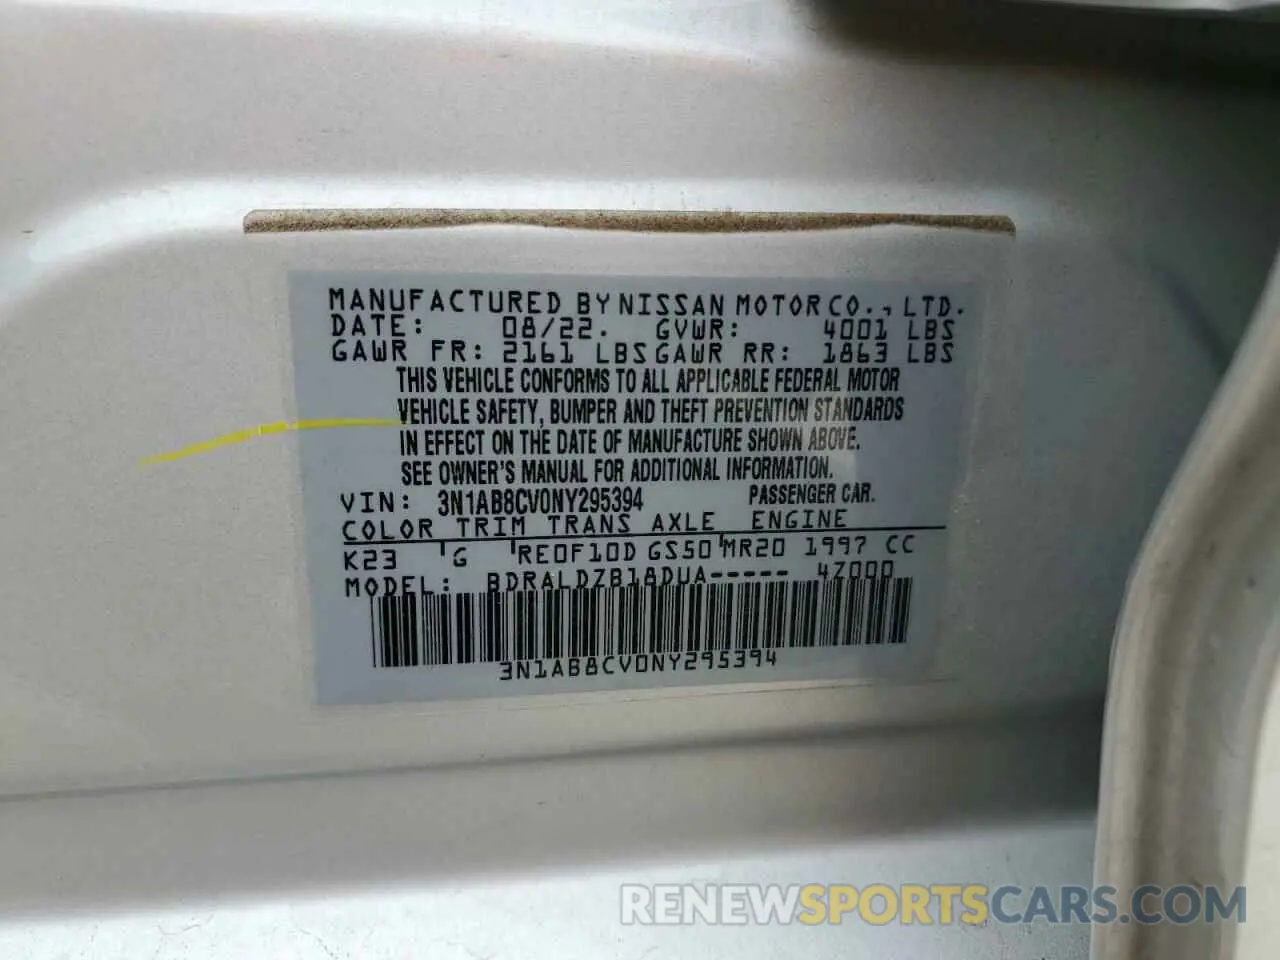 MANUFACTURED BY NISSAN MOTOR CO., LTD.
DATE: 08/22. GVWR: 4001 LBS
GAWR FR: 2161 LBS GAWR RR: 1863 LBS
THIS VEHICLE CONFORMS TO ALL APPLICABLE FEDERAL MOTOR
VEHICLE SAFETY, BUMPER AND THEFT PREVENTION STANDARDS
IN EFFECT ON THE DATE OF MANUFACTURE SHOWN ABOVE.
SEE OWNER'S MANUAL FOR ADDITIONAL INFORMATION.
VIN: 3N1AB8CV0NY295394 PASSENGER CAR.
COLOR TRIM TRANS AXLE ENGINE
K23 G RE0F10D GS50 MR20 1997 CC
MODEL: BDRALDZB18DUA----- 4Z000
3N1AB8CV0NY295394
RENEWSPORTSCARS.COM